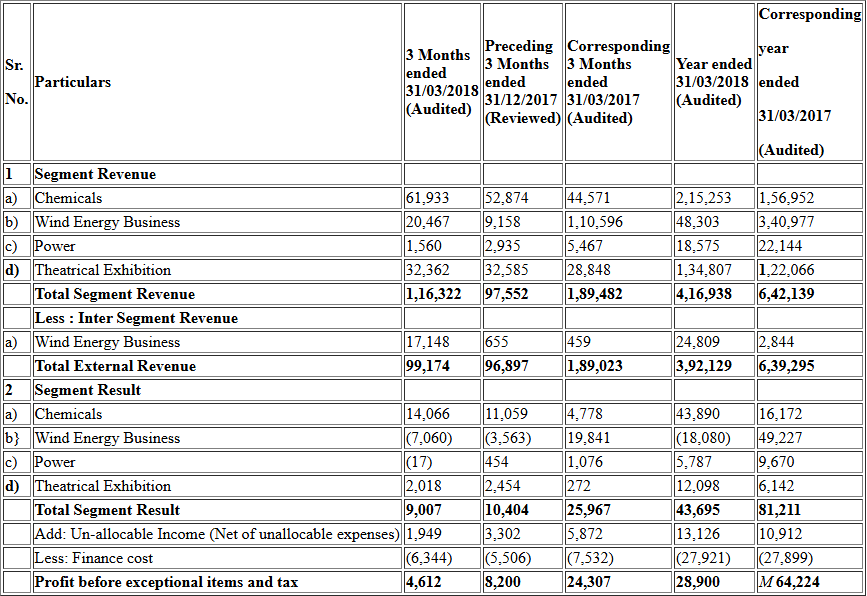 Sr. No. Particulars 3 Months ended 31/03/2018 (Audited) Preceding 3 Months ended 31/12/2017 (Reviewed) Corresponding 3 Months ended 31/03/2017 (Audited) Year ended 31/03/2018 (Audited) Corresponding year ended 31/03/2017 (Audited)
1 Segment Revenue
a) Chemicals 61,933 52,874 44,571 2,15,253 1,56,952
b) Wind Energy Business 20,467 9,158 1,10,596 48,303 3,40,977
c) Power 1,560 2,935 5,467 18,575 22,144
d) Theatrical Exhibition 32,362 32,585 28,848 1,34,807 1,22,066
Total Segment Revenue 1,16,322 97,552 1,89,482 4,16,938 6,42,139
Less : Inter Segment Revenue
a) Wind Energy Business 17,148 655 459 24,809 2,844
Total External Revenue 99,174 96,897 1,89,023 3,92,129 6,39,295
2 Segment Result
a) Chemicals 14,066 11,059 4,778 43,890 16,172
b} Wind Energy Business (7,060) (3,563) 19,841 (18,080) 49,227
c) Power (17) 454 1,076 5,787 9,670
d) Theatrical Exhibition 2,018 2,454 272 12,098 6,142
Total Segment Result 9,007 10,404 25,967 43,695 81,211
Add: Un-allocable Income (Net of unallocable expenses) 1,949 3,302 5,872 13,126 10,912
Less: Finance cost (6,344) (5,506) (7,532) (27,921) (27,899)
Profit before exceptional items and tax 4,612 8,200 24,307 28,900 M 64,224